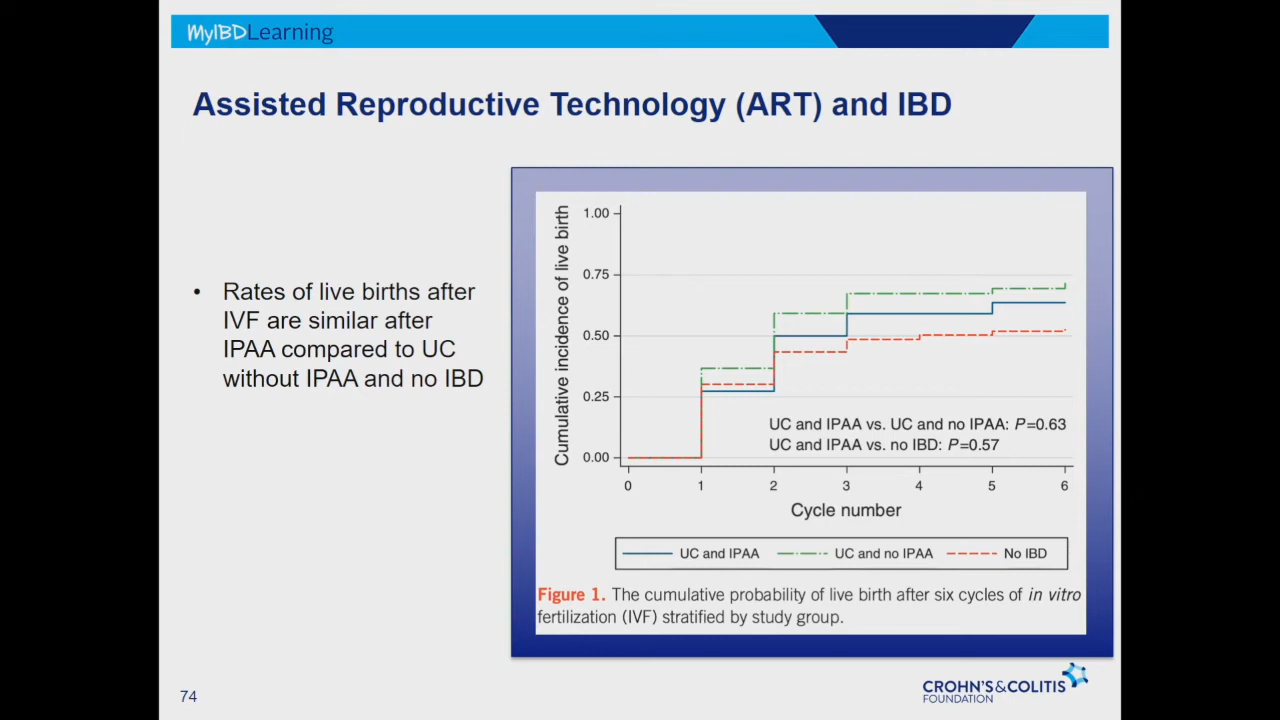 MyIBDLearning
Assisted Reproductive Technology (ART) and IBD
• Rates of live births after
IVF are similar after
IPAA compared to UC
without IPAA and no IBD
Cumulative incidence of live birth
1.00
0.75
0.50
0.25
0.00
UC and IPAA vs. UC and no IPAA: P=0.63
UC and IPAA vs. no IBD: P=0.57
0 1 2 3 4 5 6
Cycle number
UC and IPAA UC and no IPAA No IBD
Figure 1. The cumulative probability of live birth after six cycles of in vitro
fertilization (IVF) stratified by study group.
74
CROHN'S&COLITIS
FOUNDATION